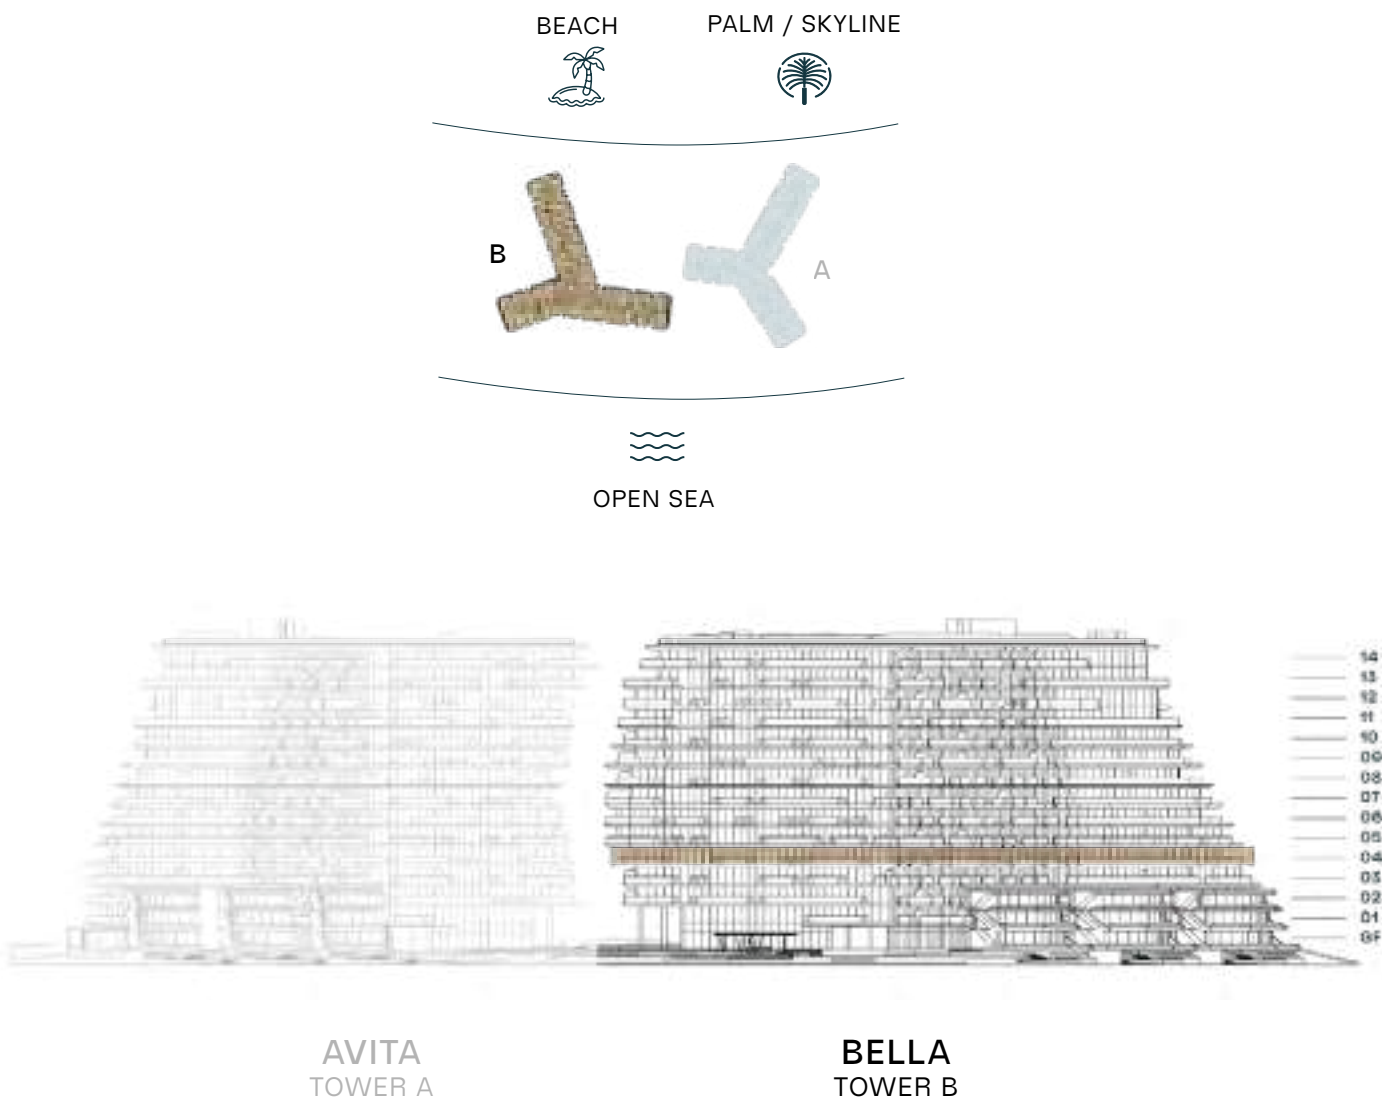 BEACH
PALM / SKYLINE
B
A
OPEN SEA
14
13
12
11
10
09
08
07
06
05
04
03
02
01
GF
AVITA
TOWER A
BELLA
TOWER B